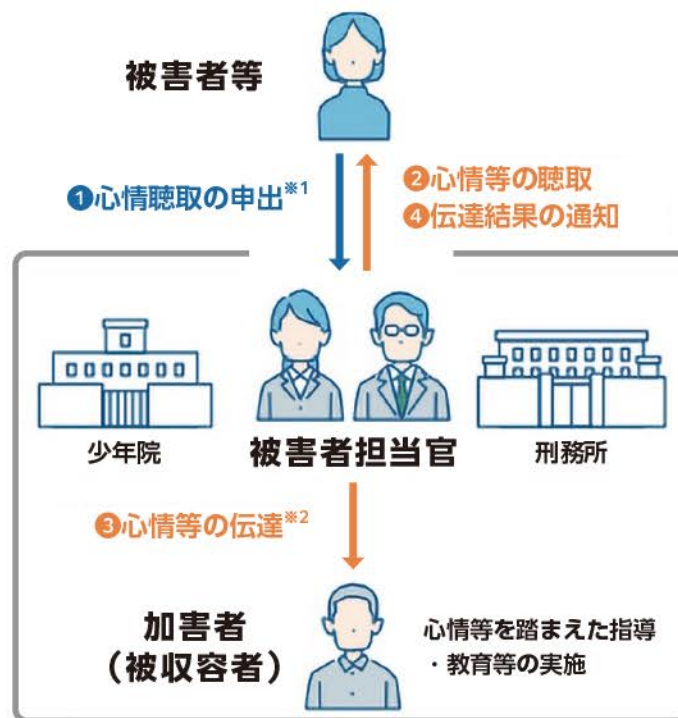 被害者等
❶心情聴取の申出※1
❷心情等の聴取
❹伝達結果の通知
少年院
被害者担当官
刑務所
❸心情等の伝達※2
加害者
（被収容者）
心情等を踏まえた指導
・教育等の実施